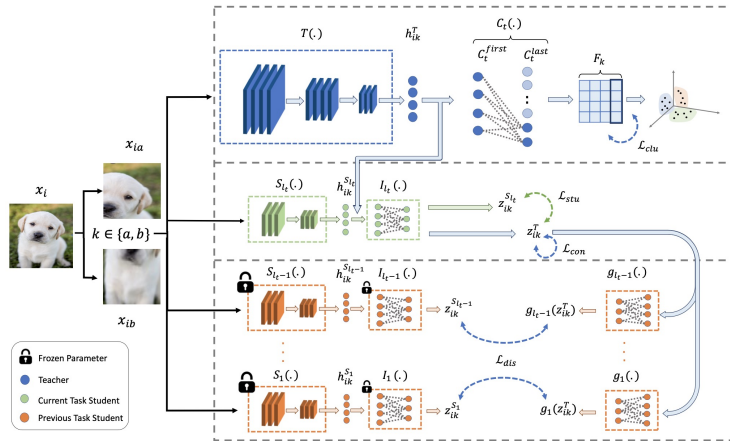 T(.)
h_{ik}^{T}
C_t(.)
C_t^{first}
C_t^{last}
F_k
ℒ_{clu}
x_i
x_{ia}
k ∈ {a, b}
x_{ib}
S_{l_t}(.)
h_{ik}^{S_{l_t}}
I_{l_t}(.)
z_{ik}^{S_{l_t}}
ℒ_{stu}
z_{ik}^{T}
ℒ_{con}
S_{l_t-1}(.)
h_{ik}^{S_{l_t-1}}
I_{l_t-1}(.)
z_{ik}^{S_{l_t-1}}
g_{l_t-1}(z_{ik}^{T})
g_{l_t-1}(.)
ℒ_{dis}
S_1(.)
h_{ik}^{S_1}
I_1(.)
z_{ik}^{S_1}
g_1(z_{ik}^{T})
g_1(.)
Frozen Parameter
Teacher
Current Task Student
Previous Task Student